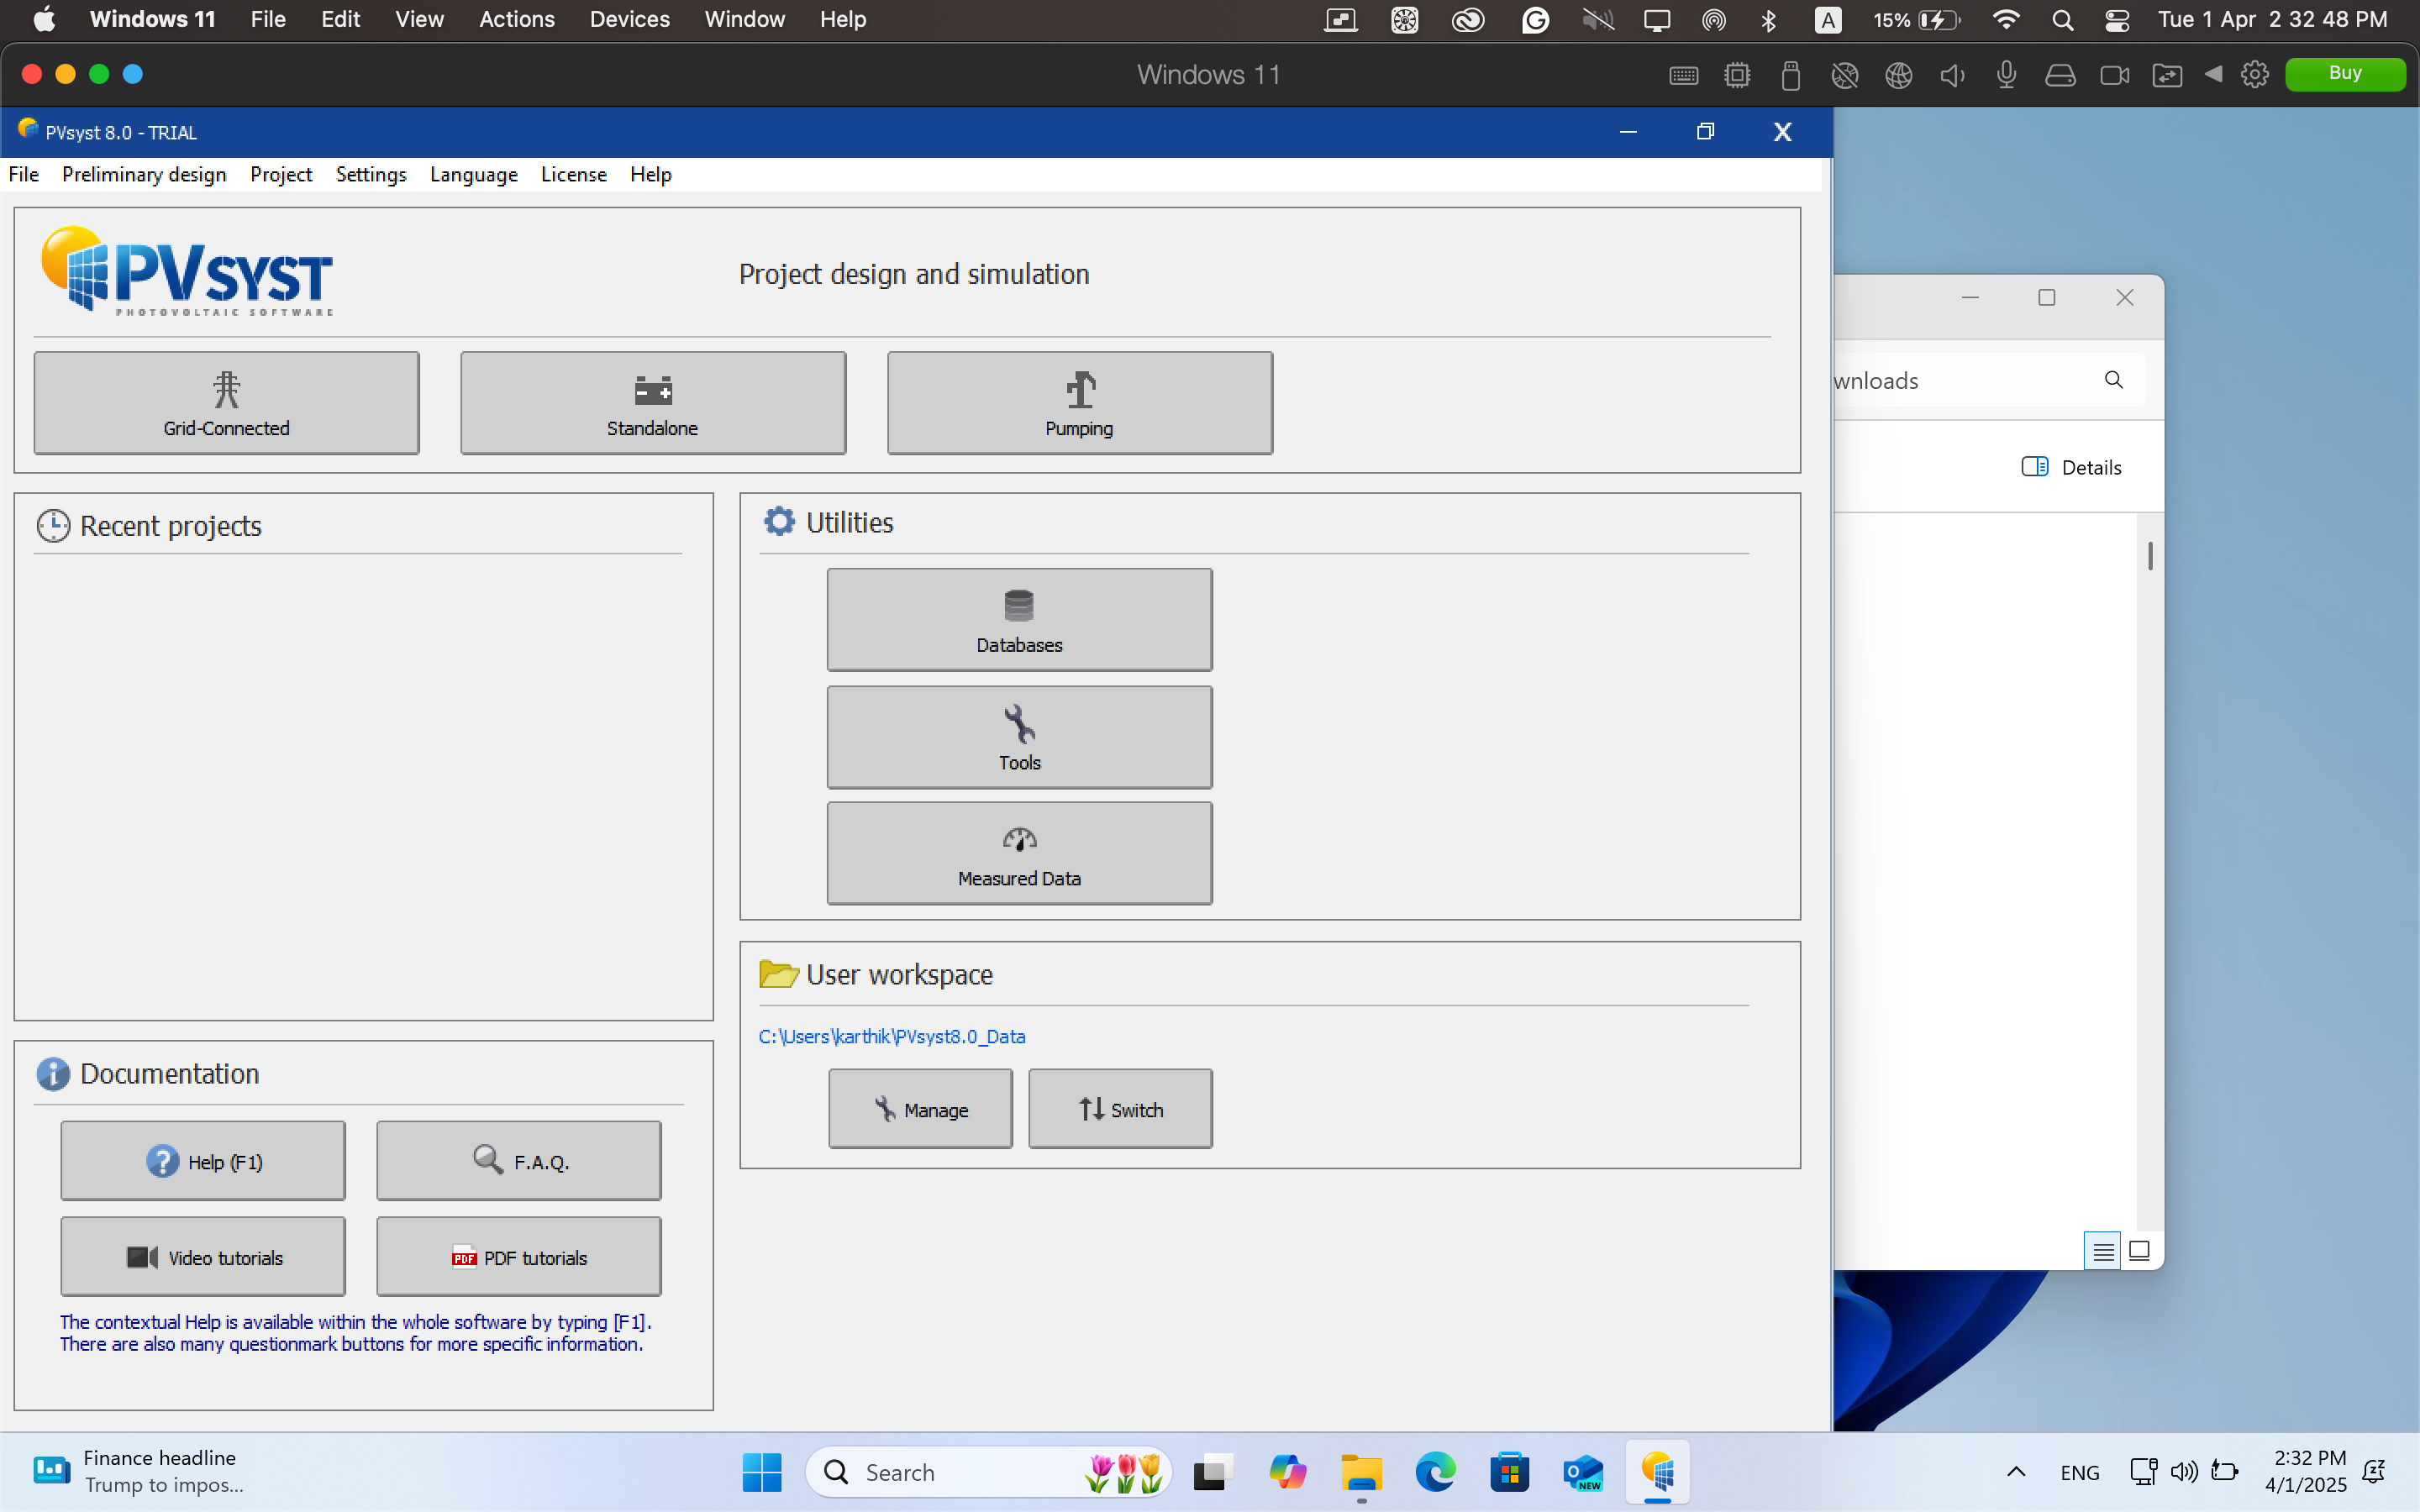 Windows 11 File Edit View Actions Devices Window Help A 15% Tue 1 Apr 2 32 48 PM
Windows 11 Buy
PVsyst 8.0 - TRIAL
File Preliminary design Project Settings Language License Help
PVSYST
PHOTOVOLTAIC SOFTWARE
Project design and simulation
Grid-Connected Standalone Pumping
wnloads
Details
Recent projects
Utilities
Databases
Tools
Measured Data
User workspace
C:\Users\karthik\PVsyst8.0_Data
Manage Switch
Documentation
Help (F1) F.A.Q.
Video tutorials PDF PDF tutorials
The contextual Help is available within the whole software by typing [F1].
There are also many questionmark buttons for more specific information.
Finance headline
Trump to impos...
Search
NEW
ENG
2:32 PM
4/1/2025